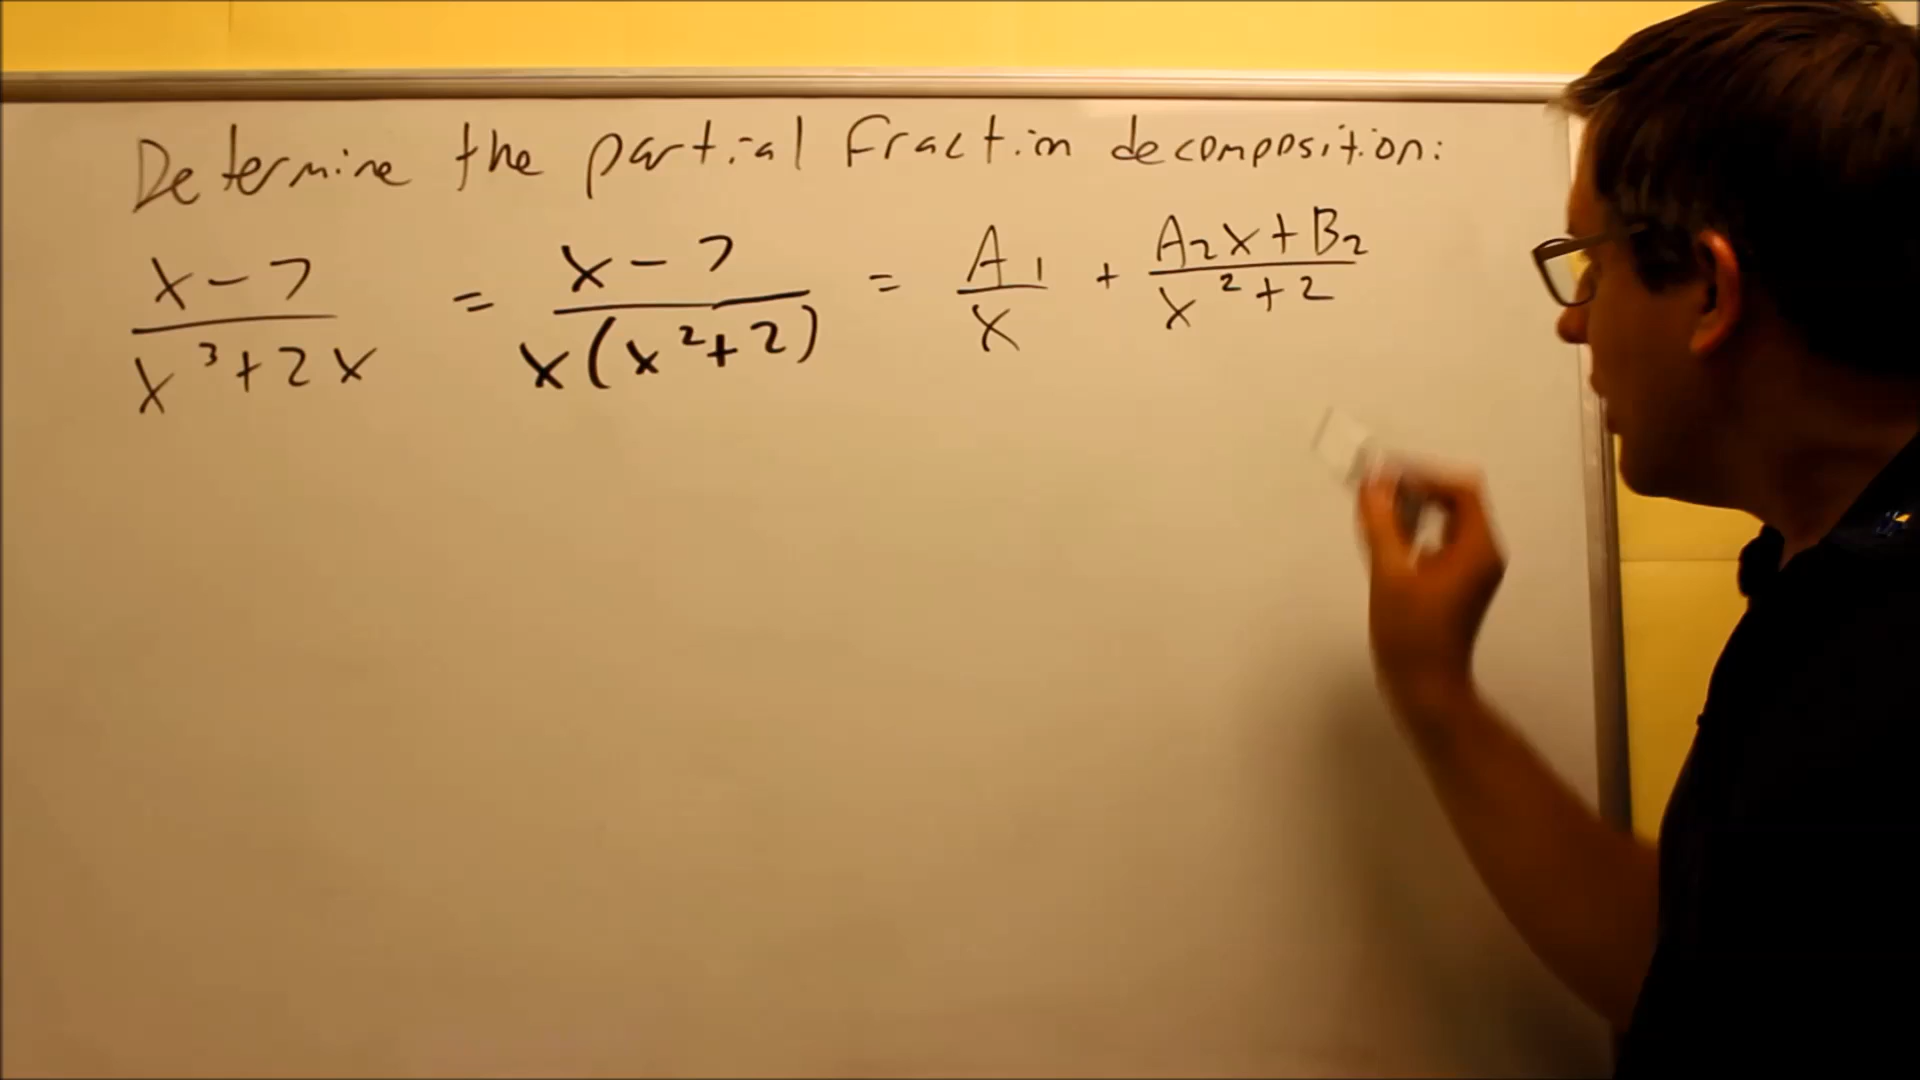 Determine the partial fraction decomposition:
x-7 / x³+2x = x-7 / x(x²+2) = A₁ / x + A₂x+B₂ / x²+2